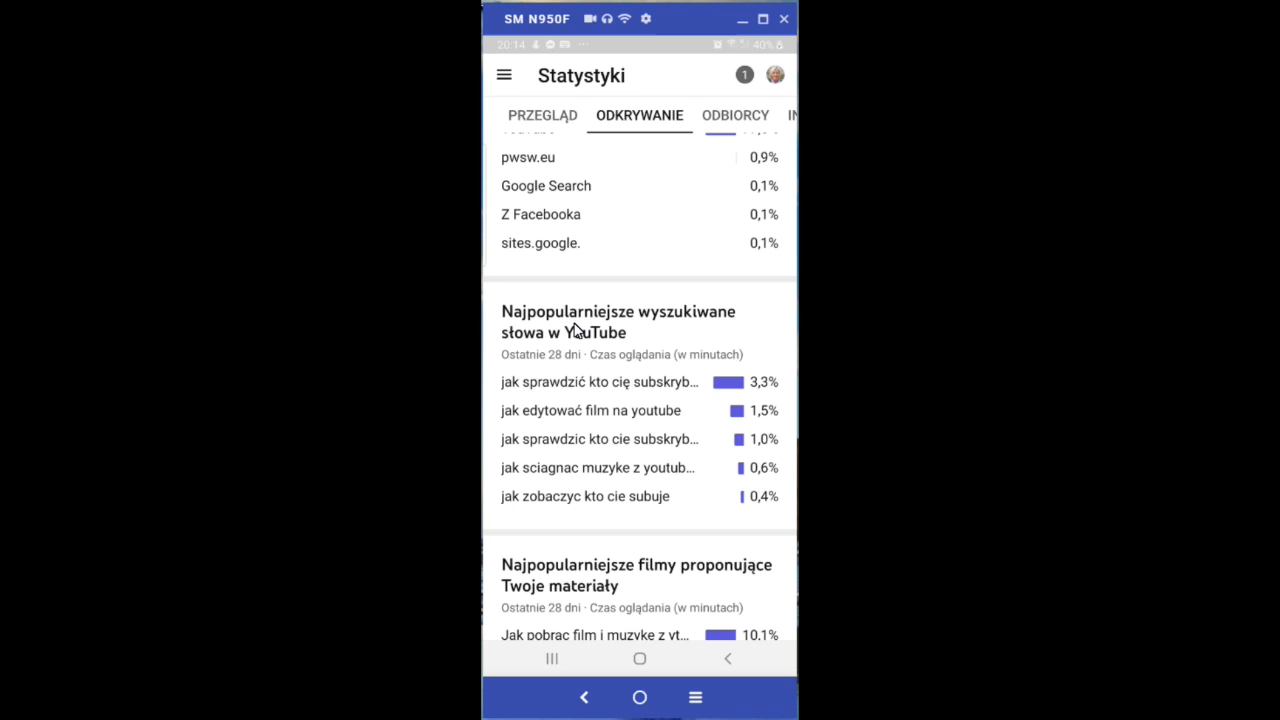 SM N950F
20:14 ... 40%
Statystyki 1
PRZEGLĄD ODKRYWANIE ODBIORCY
pwsw.eu 0,9%
Google Search 0,1%
Z Facebooka 0,1%
sites.google. 0,1%
Najpopularniejsze wyszukiwane
słowa w YouTube
Ostatnie 28 dni · Czas oglądania (w minutach)
jak sprawdzić kto cię subskryb... 3,3%
jak edytować film na youtube 1,5%
jak sprawdzic kto cie subskryb... 1,0%
jak sciagnac muzyke z youtub... 0,6%
jak zobaczyc kto cie subuje 0,4%
Najpopularniejsze filmy proponujące
Twoje materiały
Ostatnie 28 dni · Czas oglądania (w minutach)
Jak pobrac film i muzyke z yt... 10,1%